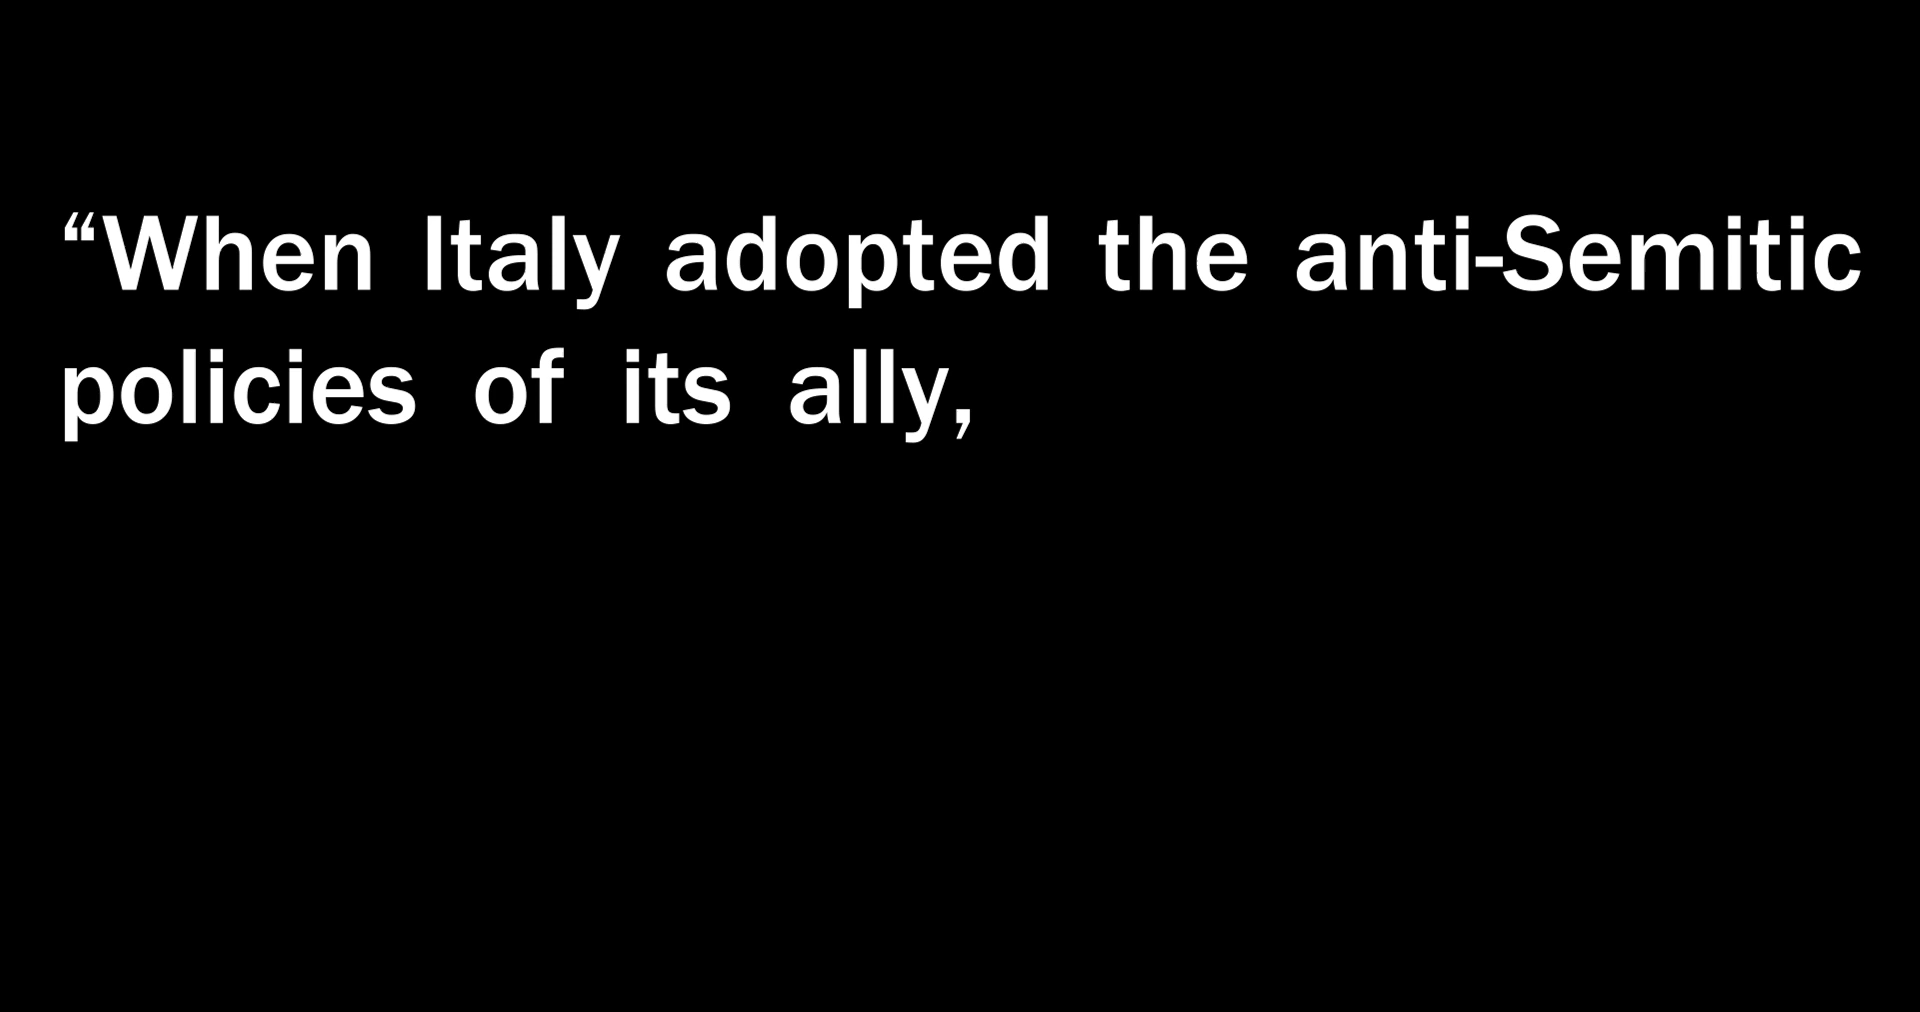 “When Italy adopted the anti-Semitic
policies of its ally,